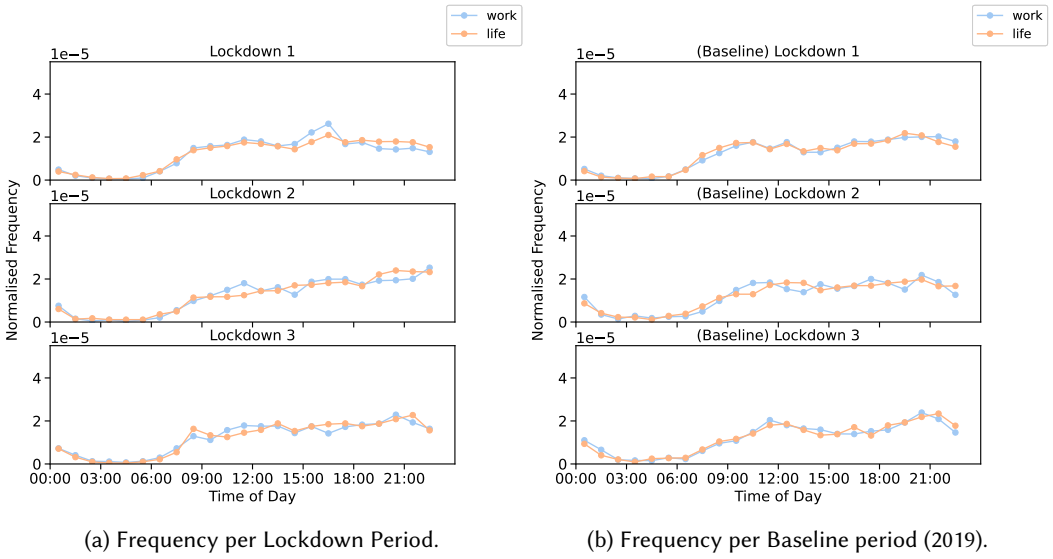 work
life
1e−5
Lockdown 1
4
2
0
Lockdown 2
1e−5
4
2
0
Lockdown 3
1e−5
4
2
0
00:00 03:00 06:00 09:00 12:00 15:00 18:00 21:00
Time of Day
Normalised Frequency
(a) Frequency per Lockdown Period.
work
life
1e−5
(Baseline) Lockdown 1
4
2
0
(Baseline) Lockdown 2
1e−5
4
2
0
(Baseline) Lockdown 3
1e−5
4
2
0
00:00 03:00 06:00 09:00 12:00 15:00 18:00 21:00
Time of Day
Normalised Frequency
(b) Frequency per Baseline period (2019).